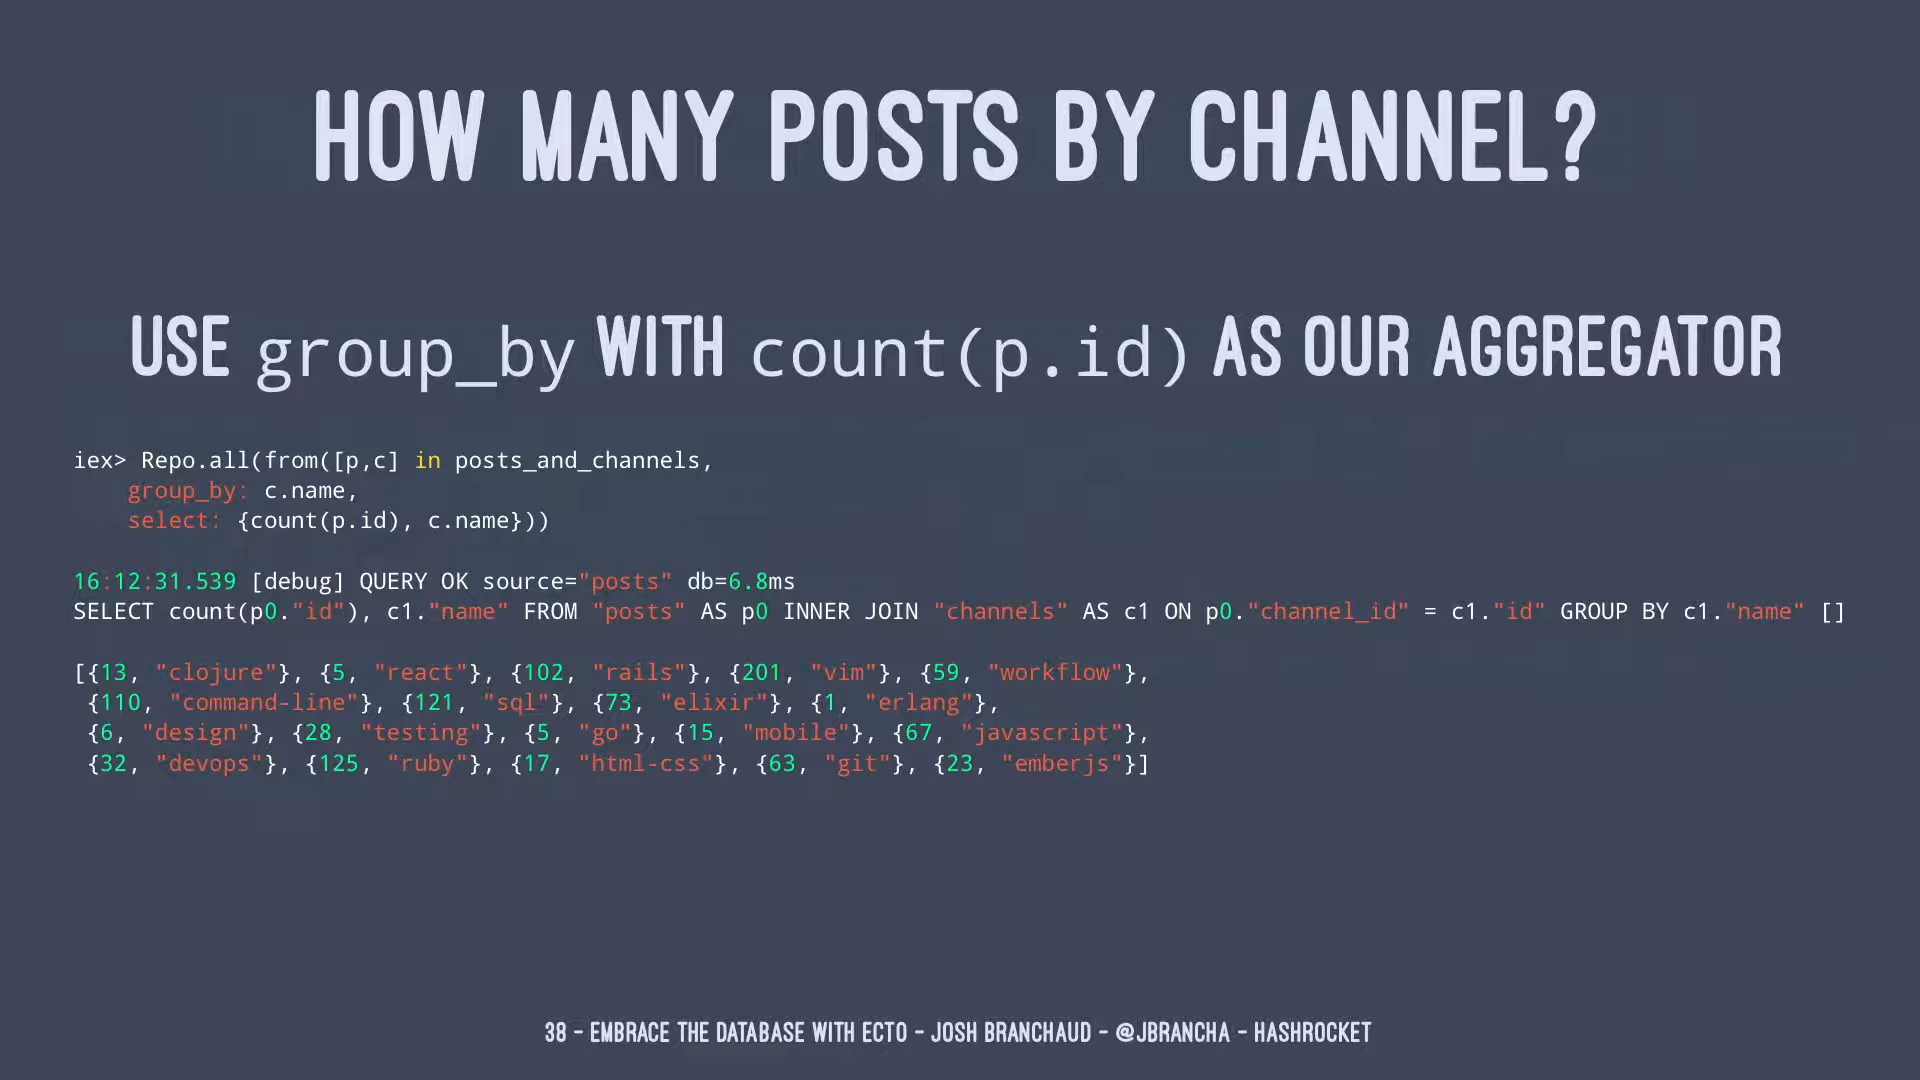 HOW MANY POSTS BY CHANNEL?
USE group_by WITH count(p.id) AS OUR AGGREGATOR
iex> Repo.all(from([p,c] in posts_and_channels,
    group_by: c.name,
    select: {count(p.id), c.name}))
16:12:31.539 [debug] QUERY OK source="posts" db=6.8ms
SELECT count(p0."id"), c1."name" FROM "posts" AS p0 INNER JOIN "channels" AS c1 ON p0."channel_id" = c1."id" GROUP BY c1."name" []
[{13, "clojure"}, {5, "react"}, {102, "rails"}, {201, "vim"}, {59, "workflow"},
 {110, "command-line"}, {121, "sql"}, {73, "elixir"}, {1, "erlang"},
 {6, "design"}, {28, "testing"}, {5, "go"}, {15, "mobile"}, {67, "javascript"},
 {32, "devops"}, {125, "ruby"}, {17, "html-css"}, {63, "git"}, {23, "emberjs"}]
38 - EMBRACE THE DATABASE WITH ECTO - JOSH BRANCHAUD - @JBRANCHA - HASHROCKET